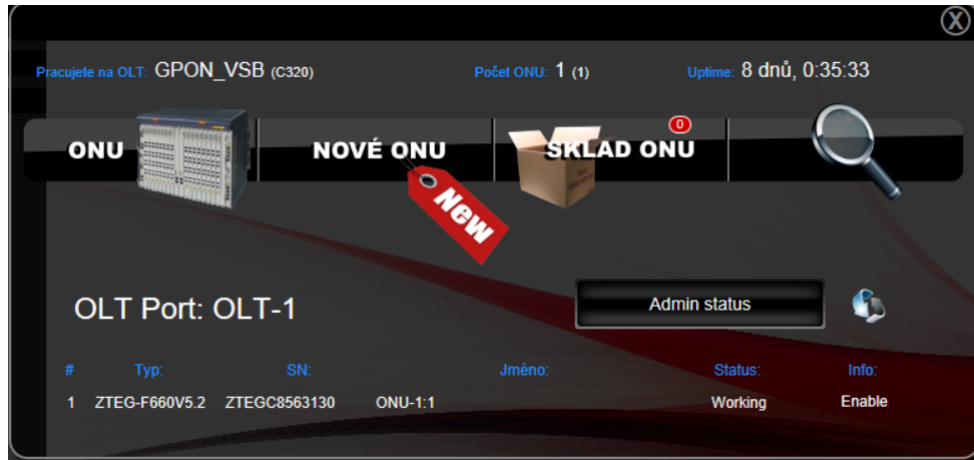 X
Pracujete na OLT: GPON_VSB (C320) Počet ONU: 1 (1) Uptime: 8 dnů, 0:35:33
0
ONU NOVÉ ONU SKLAD ONU
New
OLT Port: OLT-1 Admin status
# Typ: SN: Jméno: Status: Info:
1 ZTEG-F660V5.2 ZTEGC8563130 ONU-1:1 Working Enable